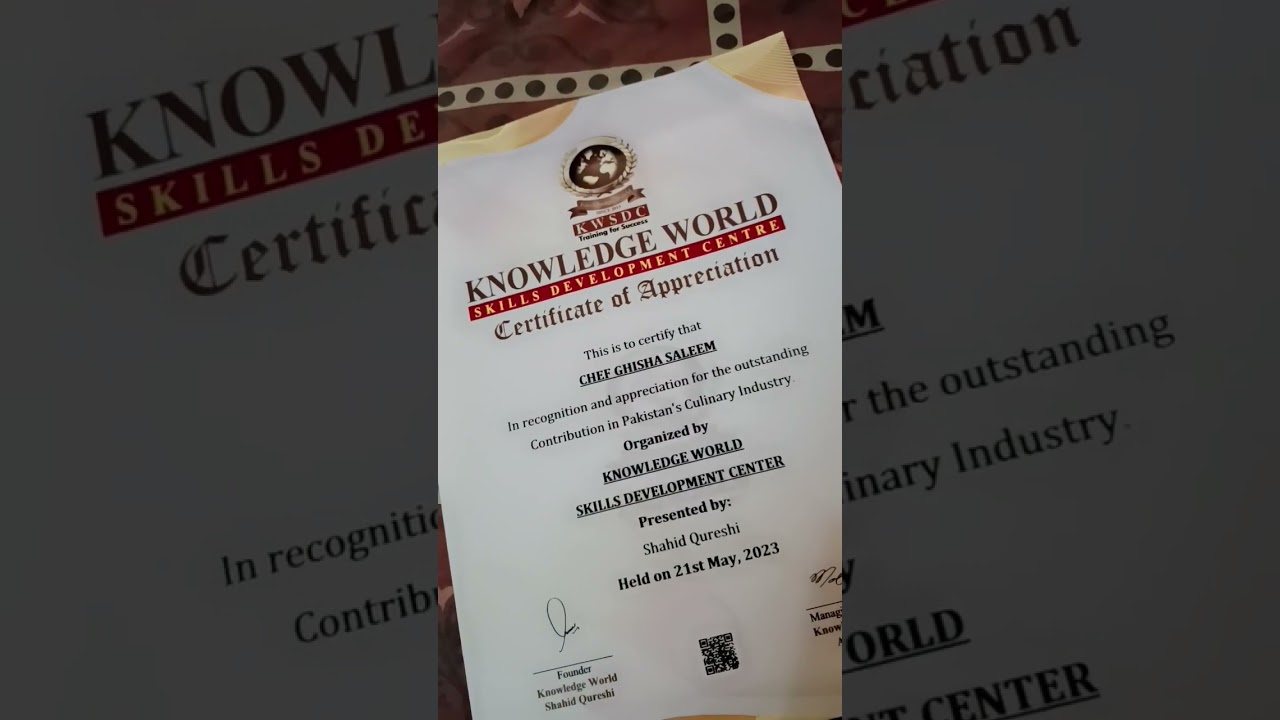 KWSDC
Training for Success
KNOWLEDGE WORLD
SKILLS DEVELOPMENT CENTRE
Certificate of Appreciation
This is to certify that
CHEF GHISHA SALEEM
In recognition and appreciation for the outstanding
Contribution in Pakistan's Culinary Industry.
Organized by
KNOWLEDGE WORLD
SKILLS DEVELOPMENT CENTER
Presented by:
Shahid Qureshi
Held on 21st May, 2023
Founder
Knowledge World
Shahid Qureshi